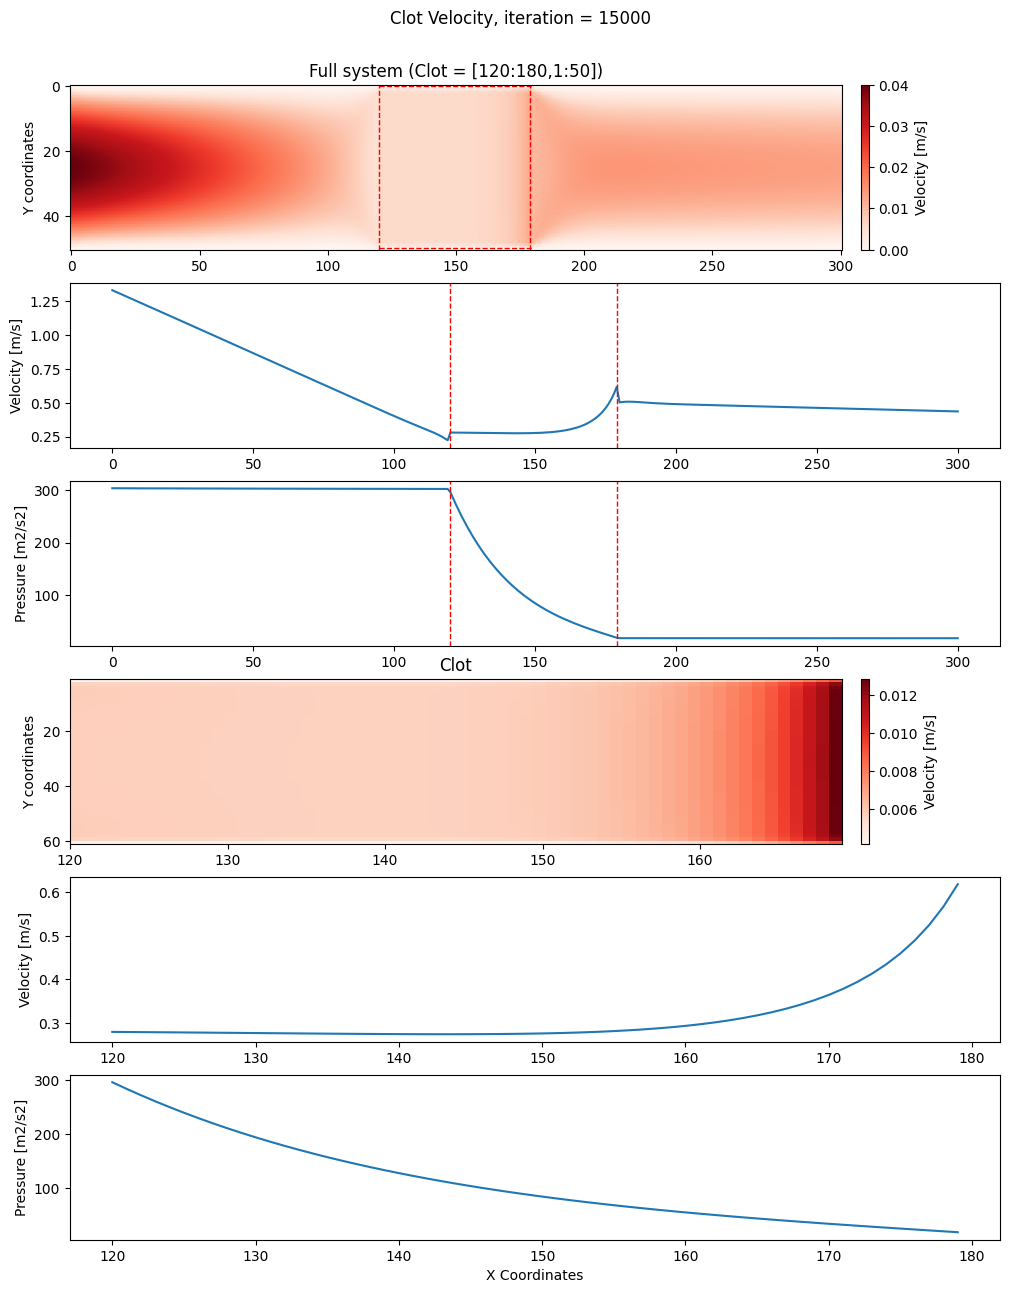 Clot Velocity, iteration = 15000
Full system (Clot = [120:180,1:50])
Y coordinates
0
20
40
0 50 100 150 200 250 300
0.04
0.03
0.02
0.01
0.00
Velocity [m/s]
Velocity [m/s]
1.25
1.00
0.75
0.50
0.25
0 50 100 150 200 250 300
Pressure [m2/s2]
300
200
100
0 50 100 150 200 250 300
Clot
Y coordinates
20
40
60
120 130 140 150 160
0.012
0.010
0.008
0.006
Velocity [m/s]
Velocity [m/s]
0.6
0.5
0.4
0.3
120 130 140 150 160 170 180
Pressure [m2/s2]
300
200
100
120 130 140 150 160 170 180
X Coordinates